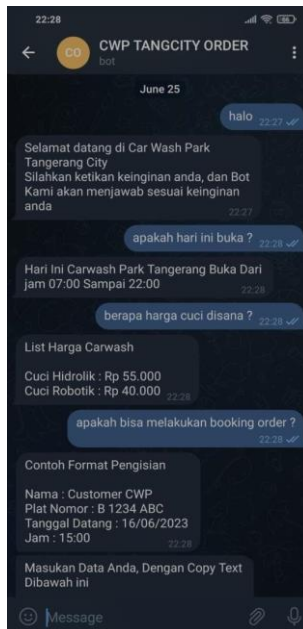 22:28
66
CO
CWP TANGCITY ORDER
bot
June 25
halo 22:27
Selamat datang di Car Wash Park
Tangerang City
Silahkan ketikan keinginan anda, dan Bot
Kami akan menjawab sesuai keinginan
anda
22:27
apakah hari ini buka ? 22:28
Hari Ini Carwash Park Tangerang Buka Dari
jam 07:00 Sampai 22:00 22:28
berapa harga cuci disana ? 22:28
List Harga Carwash
Cuci Hidrolik : Rp 55.000
Cuci Robotik : Rp 40.000 22:28
apakah bisa melakukan booking order ?
22:28
Contoh Format Pengisian
Nama : Customer CWP
Plat Nomor : B 1234 ABC
Tanggal Datang : 16/06/2023
Jam : 15:00 22:28
Masukan Data Anda, Dengan Copy Text
Dibawah ini
Message